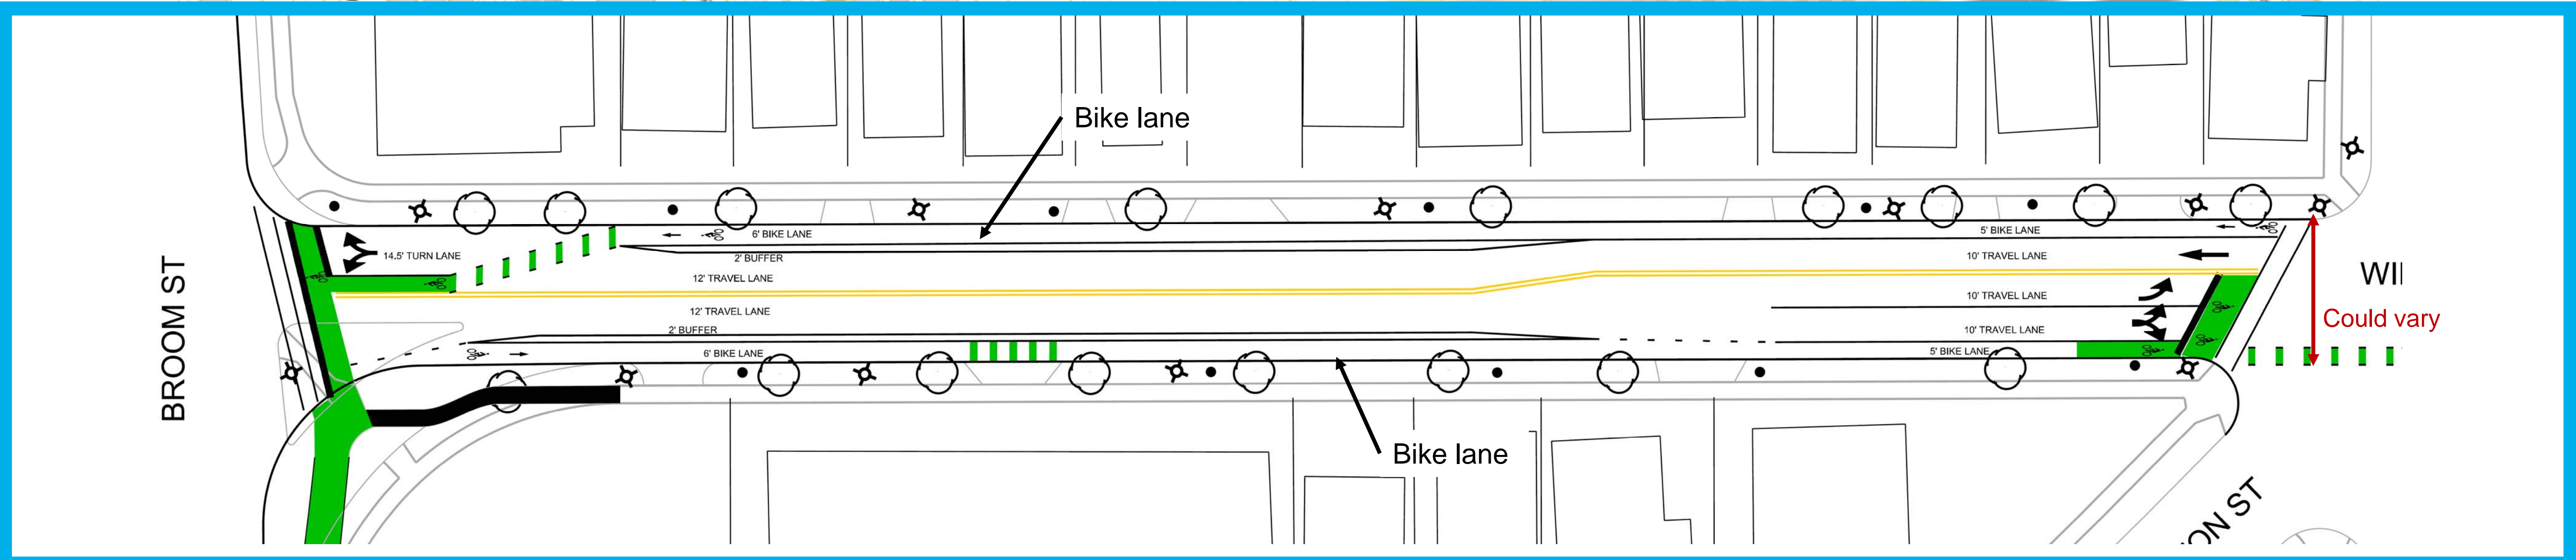 Bike lane
6' BIKE LANE
5' BIKE LANE
14.5' TURN LANE
2' BUFFER
10' TRAVEL LANE
12' TRAVEL LANE
WIL
10' TRAVEL LANE
12' TRAVEL LANE
Could vary
2' BUFFER
10' TRAVEL LANE
6' BIKE LANE
5' BIKE LANE
BROOM ST
Bike lane
ON ST